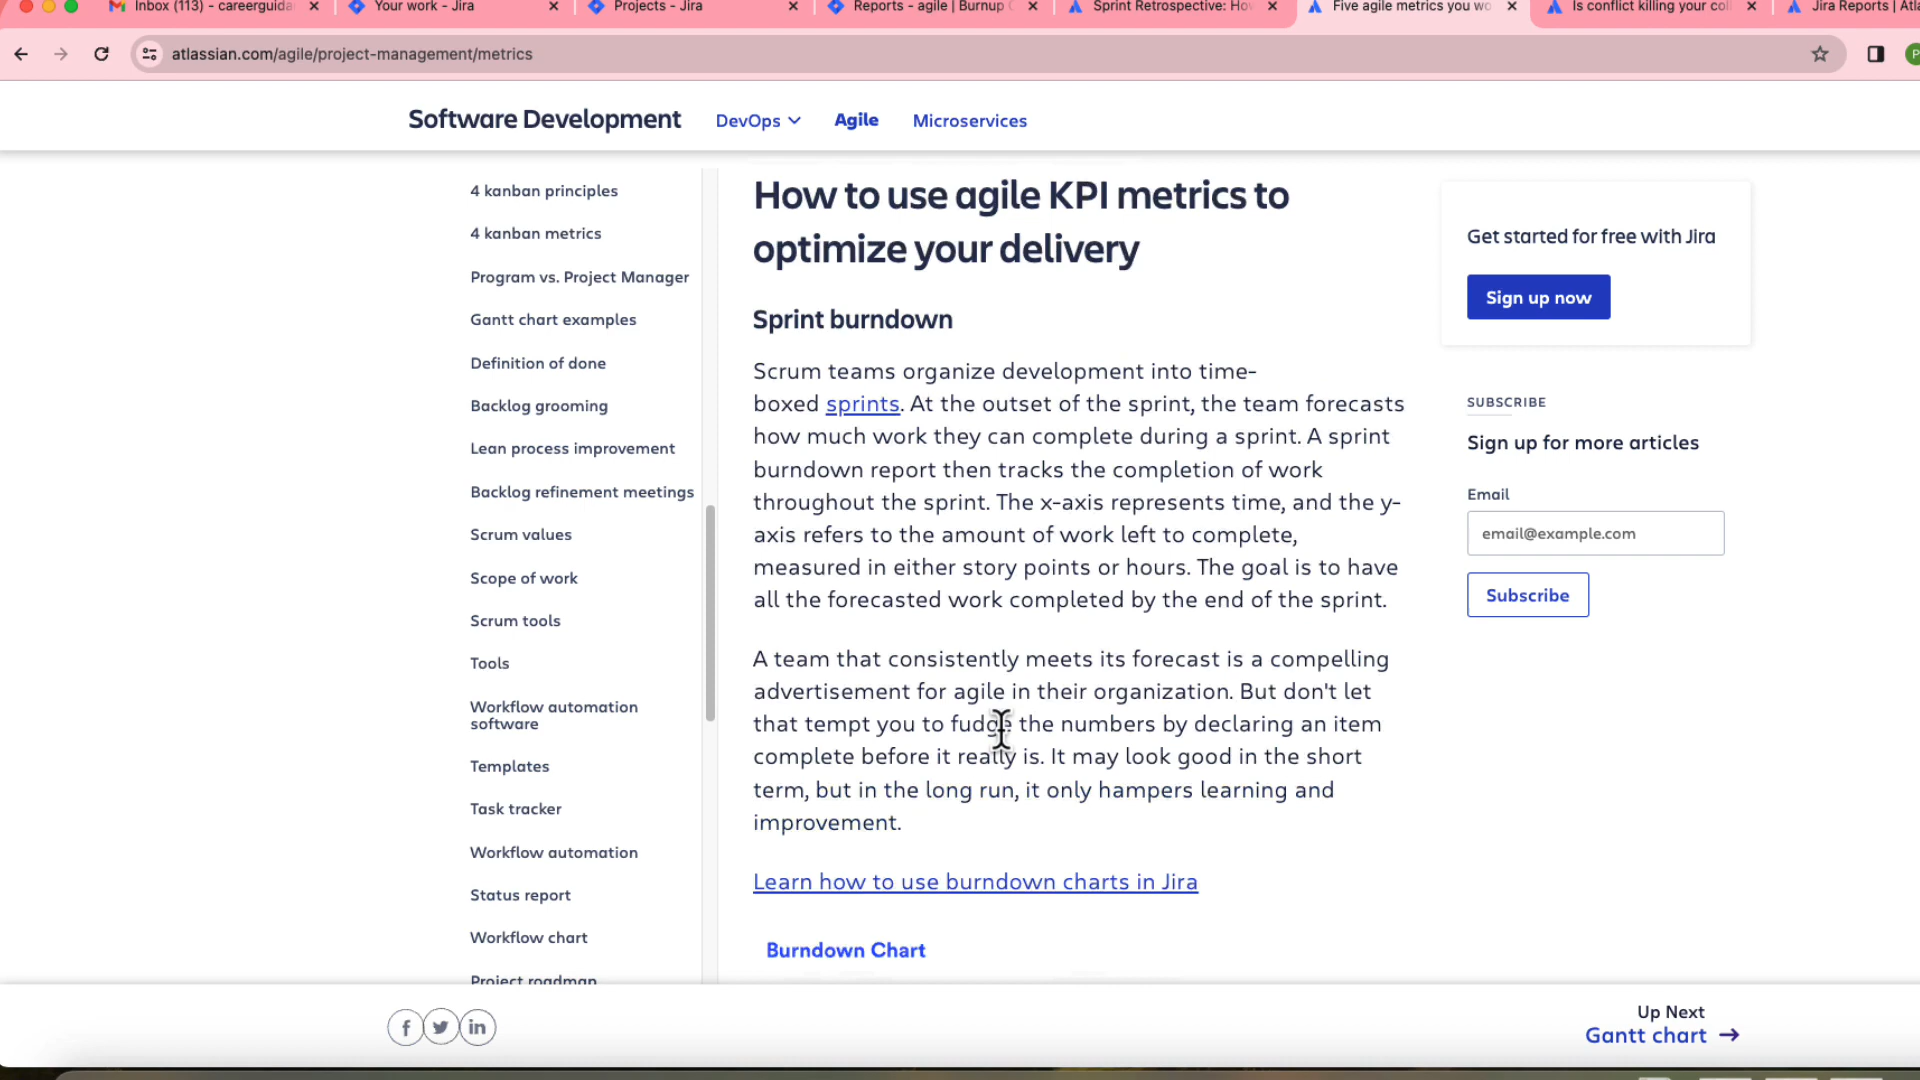 Inbox (113) - careerguida
Your work - Jira
Projects - Jira
Reports - agile | Burnup
Sprint Retrospective: Ho
Five agile metrics you wo
Is conflict killing your col
Jira Reports | Atl
atlassian.com/agile/project-management/metrics
P
Software Development
DevOps
Agile
Microservices
4 kanban principles
4 kanban metrics
Program vs. Project Manager
Gantt chart examples
Definition of done
Backlog grooming
Lean process improvement
Backlog refinement meetings
Scrum values
Scope of work
Scrum tools
Tools
Workflow automation
software
Templates
Task tracker
Workflow automation
Status report
Workflow chart
Project roadmap
How to use agile KPI metrics to
optimize your delivery
Sprint burndown
Scrum teams organize development into time-
boxed sprints. At the outset of the sprint, the team forecasts
how much work they can complete during a sprint. A sprint
burndown report then tracks the completion of work
throughout the sprint. The x-axis represents time, and the y-
axis refers to the amount of work left to complete,
measured in either story points or hours. The goal is to have
all the forecasted work completed by the end of the sprint.
A team that consistently meets its forecast is a compelling
advertisement for agile in their organization. But don't let
that tempt you to fudge the numbers by declaring an item
complete before it really is. It may look good in the short
term, but in the long run, it only hampers learning and
improvement.
Learn how to use burndown charts in Jira
Burndown Chart
Get started for free with Jira
Sign up now
SUBSCRIBE
Sign up for more articles
Email
email@example.com
Subscribe
Up Next
Gantt chart →